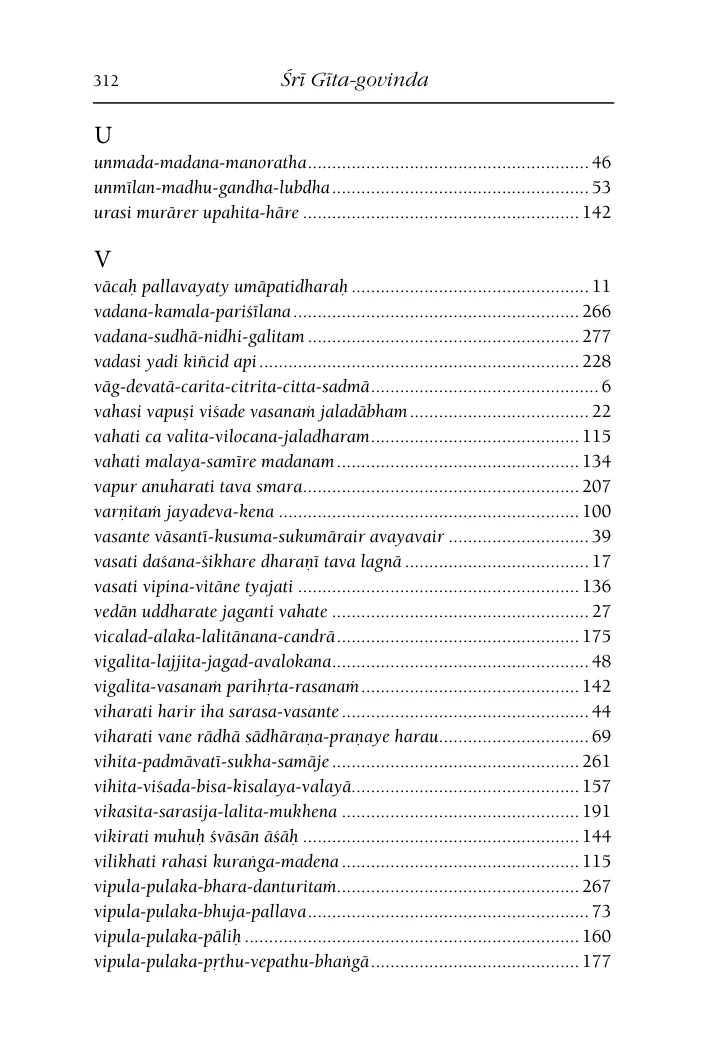 312 Śrī Gīta-govinda
U
unmada-madana-manoratha............................................................ 46
unmīlan-madhu-gandha-lubdha....................................................... 53
urasi murārer upahita-hāre ........................................................... 142
V
vācaḥ pallavayaty umāpatidharaḥ .................................................. 11
vadana-kamala-pariśīlana............................................................. 266
vadana-sudhā-nidhi-galitam .......................................................... 277
vadasi yadi kiñcid api.................................................................... 228
vāg-devatā-carita-citrita-citta-sadmā................................................ 6
vahasi vapuṣi viśade vasanaṁ jaladābham...................................... 22
vahati ca valita-vilocana-jaladharam............................................ 115
vahati malaya-samīre madanam.................................................... 134
vapur anuharati tava smara........................................................... 207
varṇitaṁ jayadeva-kena ................................................................ 100
vasante vāsantī-kusuma-sukumārair avayavair .............................. 39
vasati daśana-śikhare dharaṇī tava lagnā ....................................... 17
vasati vipina-vitāne tyajati ............................................................ 136
vedān uddharate jaganti vahate ...................................................... 27
vicalad-alaka-lalitānana-candrā.................................................... 175
vigalita-lajjita-jagad-avalokana....................................................... 48
vigalita-vasanaṁ parihṛta-rasanaṁ............................................... 142
viharati harir iha sarasa-vasante .................................................... 44
viharati vane rādhā sādhāraṇa-praṇaye harau................................ 69
vihita-padmāvatī-sukha-samāje ..................................................... 261
vihita-viśada-bisa-kisalaya-valayā................................................. 157
vikasita-sarasija-lalita-mukhena ................................................... 191
vikirati muhuḥ śvāsān āśāḥ ........................................................... 144
vilikhati rahasi kuraṅga-madena ................................................... 115
vipula-pulaka-bhara-danturitaṁ.................................................... 267
vipula-pulaka-bhuja-pallava............................................................ 73
vipula-pulaka-pāliḥ ....................................................................... 160
vipula-pulaka-pṛthu-vepathu-bhaṅgā............................................. 177